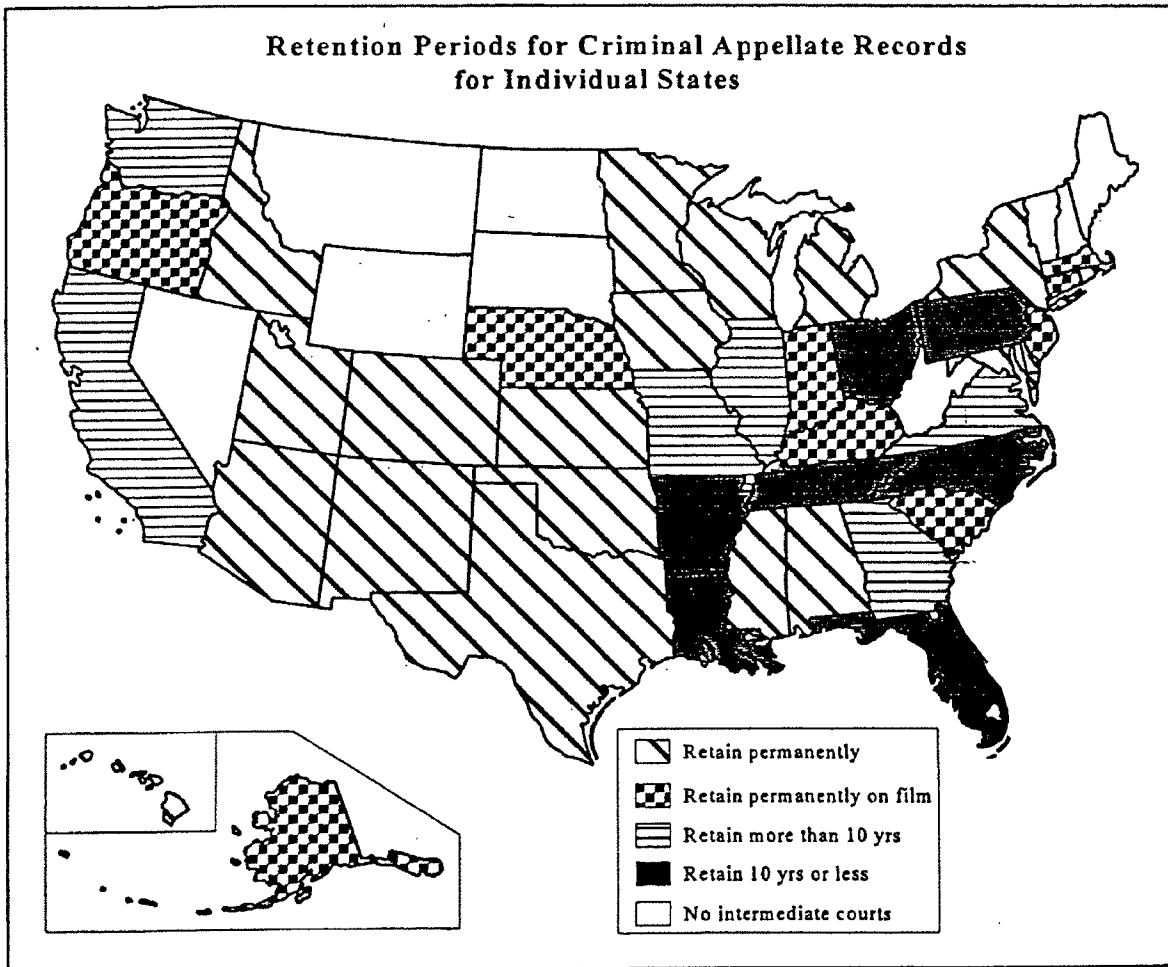 Retention Periods for Criminal Appellate Records
for Individual States
Retain permanently
Retain permanently on film
Retain more than 10 yrs
Retain 10 yrs or less
No intermediate courts